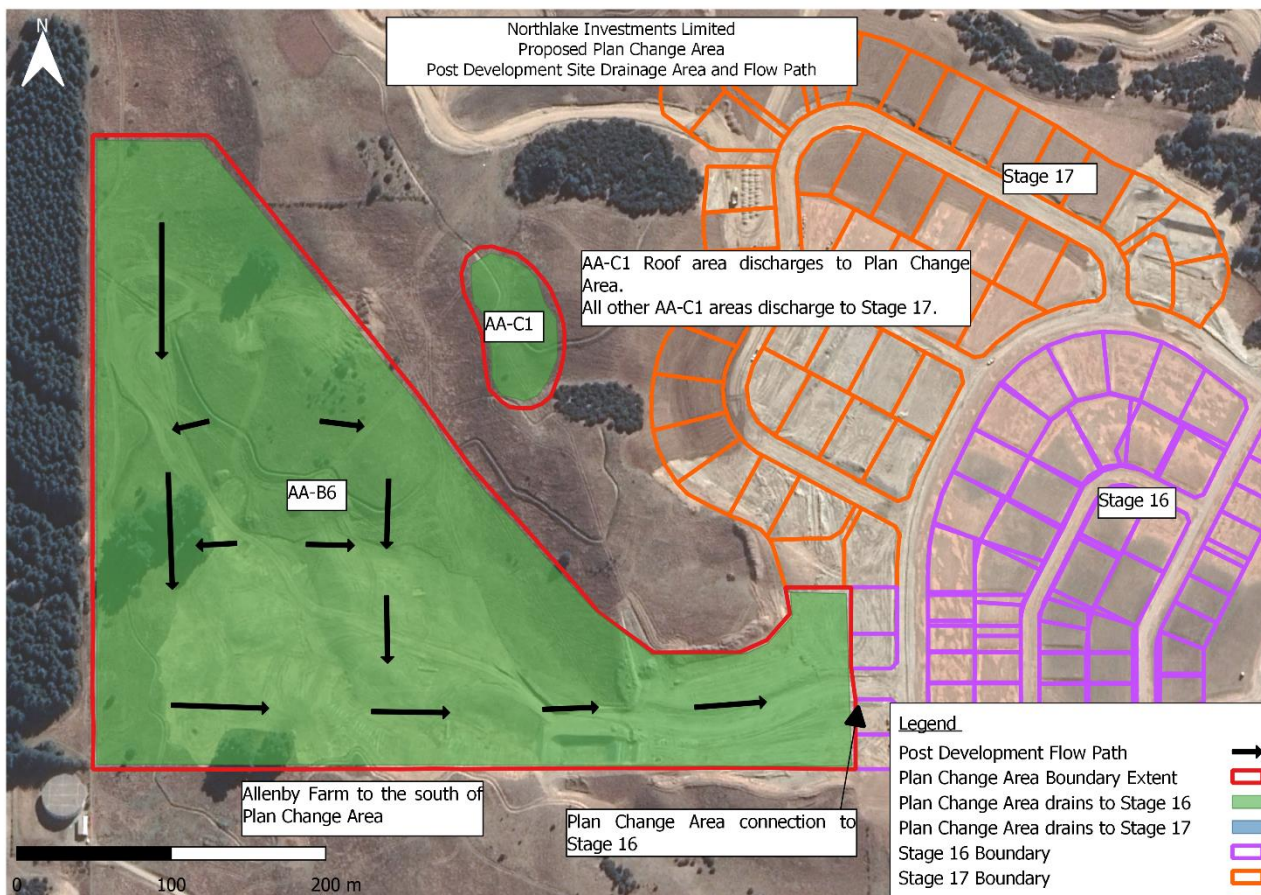 N
Northlake Investments Limited
Proposed Plan Change Area
Post Development Site Drainage Area and Flow Path
Stage 17
AA-C1 Roof area discharges to Plan Change
Area.
All other AA-C1 areas discharge to Stage 17.
AA-C1
AA-B6
Stage 16
Allenby Farm to the south of
Plan Change Area
Plan Change Area connection to
Stage 16
Legend
Post Development Flow Path
Plan Change Area Boundary Extent
Plan Change Area drains to Stage 16
Plan Change Area drains to Stage 17
Stage 16 Boundary
Stage 17 Boundary
0 100 200 m